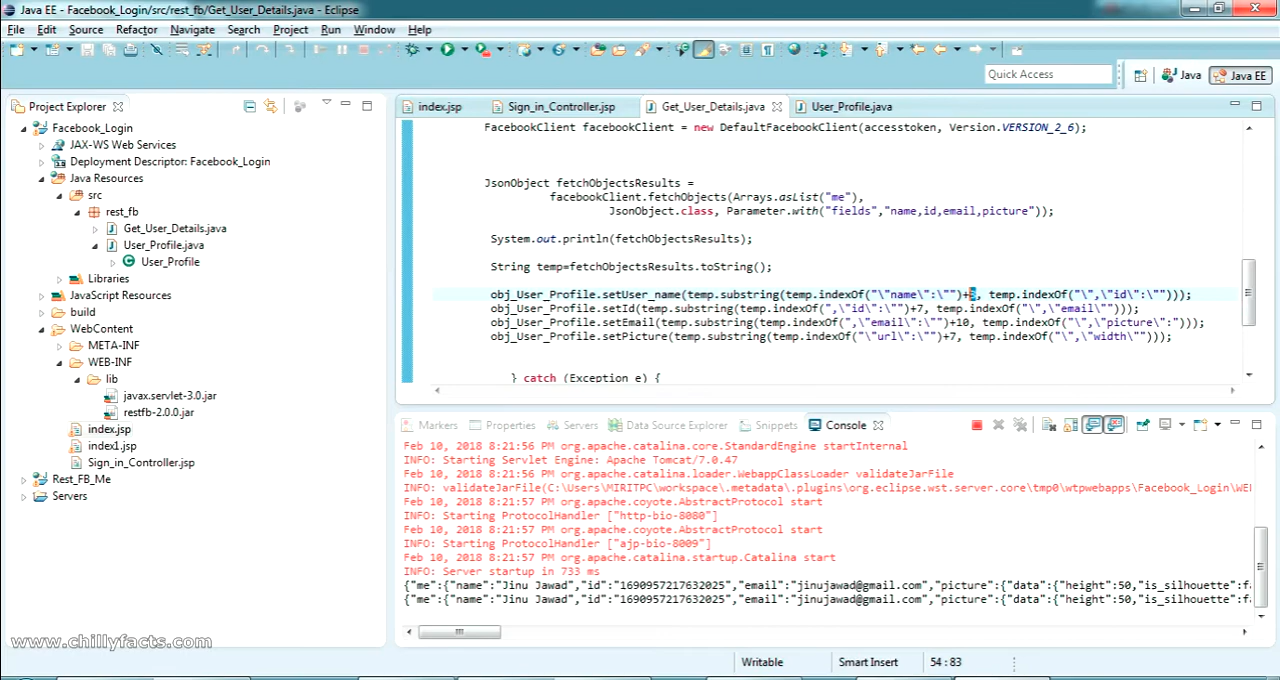 Java EE - Facebook_Login/src/rest_fb/Get_User_Details.java - Eclipse
File Edit Source Refactor Navigate Search Project Run Window Help
Quick Access
Java
Java EE
Project Explorer
Facebook_Login
JAX-WS Web Services
Deployment Descriptor: Facebook_Login
Java Resources
src
rest_fb
Get_User_Details.java
User_Profile.java
User_Profile
Libraries
JavaScript Resources
build
WebContent
META-INF
WEB-INF
lib
javax.servlet-3.0.jar
restfb-2.0.0.jar
index.jsp
index1.jsp
Sign_in_Controller.jsp
Rest_FB_Me
Servers
www.chillyfacts.com
index.jsp Sign_in_Controller.jsp Get_User_Details.java User_Profile.java
FacebookClient facebookClient = new DefaultFacebookClient(accesstoken, Version.VERSION_2_6);
JsonObject fetchObjectsResults =
facebookClient.fetchObjects(Arrays.asList("me"),
JsonObject.class, Parameter.with("fields","name,id,email,picture"));
System.out.println(fetchObjectsResults);
String temp=fetchObjectsResults.toString();
obj_User_Profile.setUser_name(temp.substring(temp.indexOf("\"name\":\"")+ , temp.indexOf("\",\"id\":\"")));
obj_User_Profile.setId(temp.substring(temp.indexOf(",\"id\":\"")+7, temp.indexOf("\",\"email\"")));
obj_User_Profile.setEmail(temp.substring(temp.indexOf(",\"email\":\"")+10, temp.indexOf("\",\"picture\":")));
obj_User_Profile.setPicture(temp.substring(temp.indexOf("\"url\":\"")+7, temp.indexOf("\",\"width\"")));
} catch (Exception e) {
Markers Properties Servers Data Source Explorer Snippets Console
Feb 10, 2018 8:21:56 PM org.apache.catalina.core.StandardEngine startInternal
INFO: Starting Servlet Engine: Apache Tomcat/7.0.47
Feb 10, 2018 8:21:56 PM org.apache.catalina.loader.WebappClassLoader validateJarFile
INFO: validateJarFile(C:\Users\MIRITPC\workspace\.metadata\.plugins\org.eclipse.wst.server.core\tmp0\wtpwebapps\Facebook_Login\WE
Feb 10, 2018 8:21:57 PM org.apache.coyote.AbstractProtocol start
INFO: Starting ProtocolHandler ["http-bio-8080"]
Feb 10, 2018 8:21:57 PM org.apache.coyote.AbstractProtocol start
INFO: Starting ProtocolHandler ["ajp-bio-8009"]
Feb 10, 2018 8:21:57 PM org.apache.catalina.startup.Catalina start
INFO: Server startup in 733 ms
{"me":{"name":"Jinu Jawad","id":"1690957217632025","email":"jinujawad@gmail.com","picture":{"data":{"height":50,"is_silhouette":fa
{"me":{"name":"Jinu Jawad","id":"1690957217632025","email":"jinujawad@gmail.com","picture":{"data":{"height":50,"is_silhouette":fa
Writable Smart Insert 54 : 83